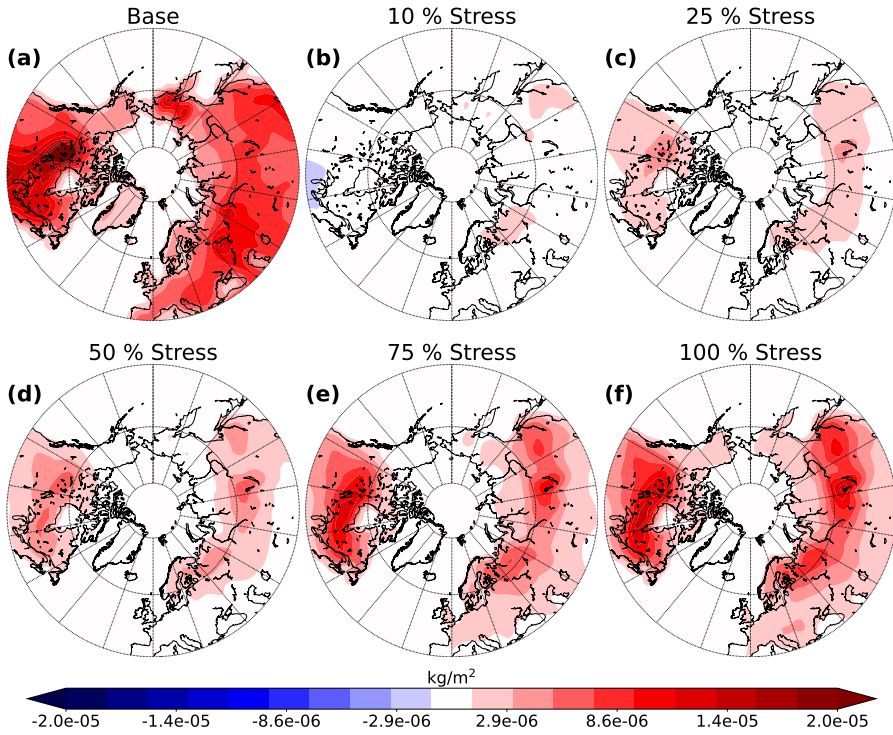 Base
10 % Stress
25 % Stress
(a)
(b)
(c)
50 % Stress
75 % Stress
100 % Stress
(d)
(e)
(f)
kg/m²
-2.0e-05
-1.4e-05
-8.6e-06
-2.9e-06
2.9e-06
8.6e-06
1.4e-05
2.0e-05